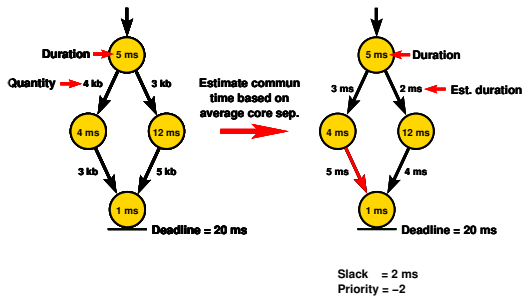 Duration
5 ms
Quantity
4 kb
3 kb
4 ms
12 ms
3 kb
5 kb
1 ms
Deadline = 20 ms
Estimate commun
time based on
average core sep.
5 ms
Duration
3 ms
2 ms
Est. duration
4 ms
12 ms
5 ms
4 ms
1 ms
Deadline = 20 ms
Slack = 2 ms
Priority = −2